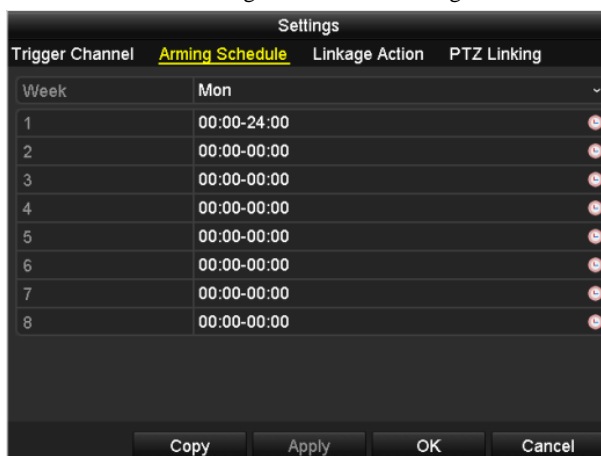 Settings
Trigger Channel Arming Schedule Linkage Action PTZ Linking
Week Mon
1 00:00-24:00
2 00:00-00:00
3 00:00-00:00
4 00:00-00:00
5 00:00-00:00
6 00:00-00:00
7 00:00-00:00
8 00:00-00:00
Copy Apply OK Cancel